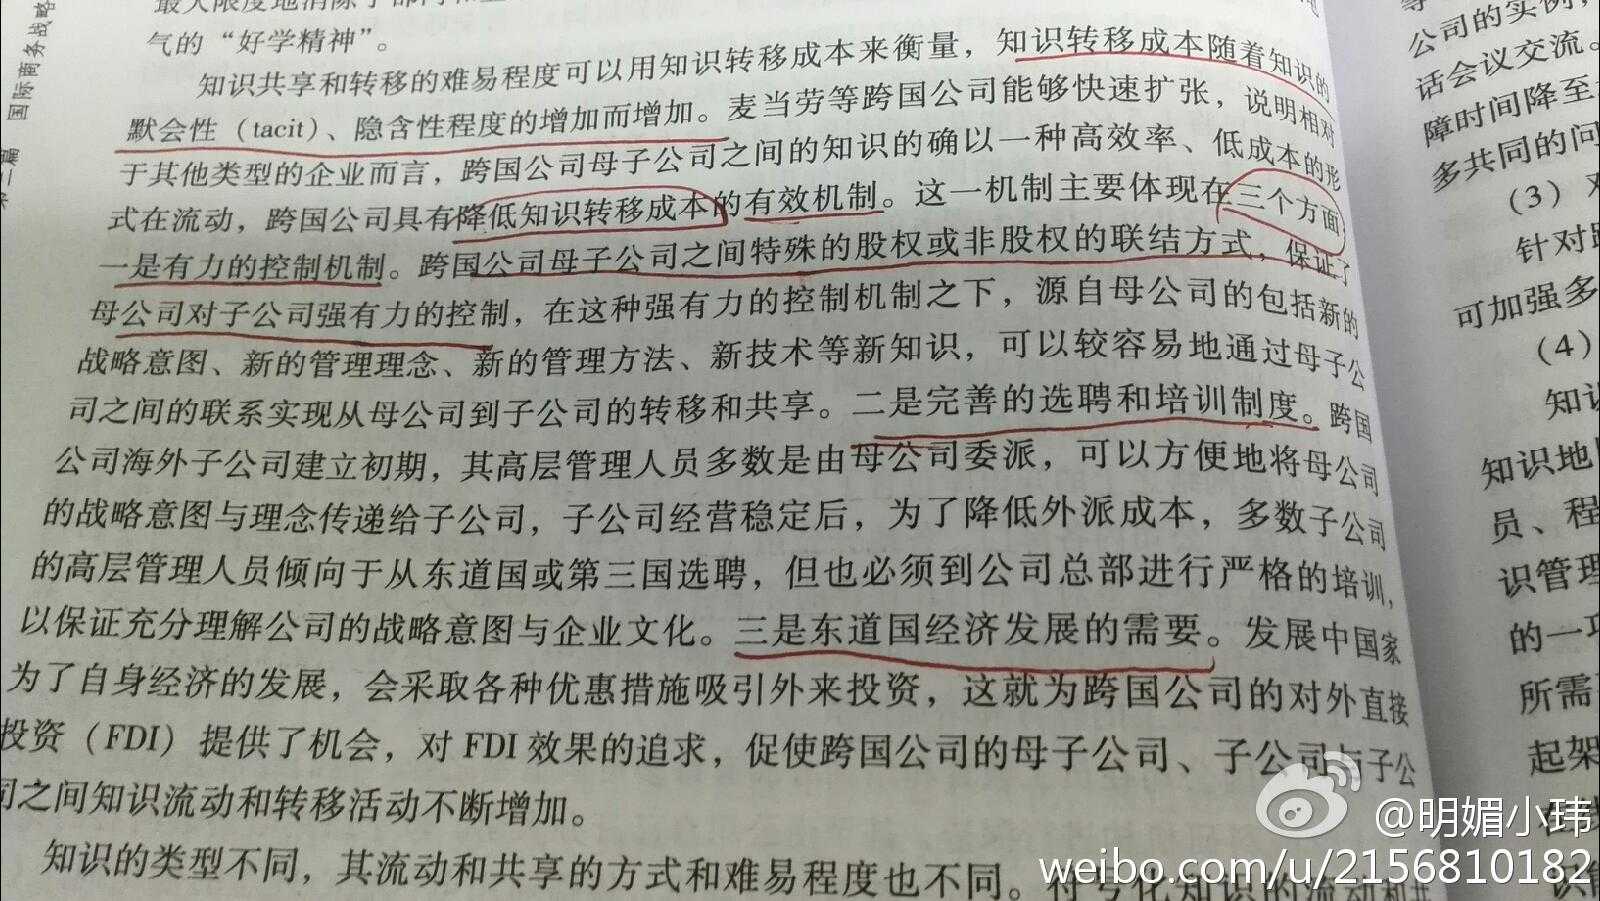 国际商务战略
气的“好学精神”。
知识共享和转移的难易程度可以用知识转移成本来衡量，知识转移成本随着知识的
默会性（tacit）、隐含性程度的增加而增加。麦当劳等跨国公司能够快速扩张，说明相对
于其他类型的企业而言，跨国公司母子公司之间的知识的确以一种高效率、低成本的形
式在流动，跨国公司具有降低知识转移成本的有效机制。这一机制主要体现在三个方面
一是有力的控制机制。跨国公司母子公司之间特殊的股权或非股权的联结方式，保证了
母公司对子公司强有力的控制，在这种强有力的控制机制之下，源自母公司的包括新的
战略意图、新的管理理念、新的管理方法、新技术等新知识，可以较容易地通过母子公
司之间的联系实现从母公司到子公司的转移和共享。二是完善的选聘和培训制度。跨国
公司海外子公司建立初期，其高层管理人员多数是由母公司委派，可以方便地将母公司
的战略意图与理念传递给子公司，子公司经营稳定后，为了降低外派成本，多数子公司
的高层管理人员倾向于从东道国或第三国选聘，但也必须到公司总部进行严格的培训，
以保证充分理解公司的战略意图与企业文化。三是东道国经济发展的需要。发展中国家
为了自身经济的发展，会采取各种优惠措施吸引外来投资，这就为跨国公司的对外直接
投资（FDI）提供了机会，对FDI效果的追求，促使跨国公司的母子公司、子公司与子公
司之间知识流动和转移活动不断增加。
知识的类型不同，其流动和共享的方式和难易程度也不同。符号化知识的流动和共
公司的实例，
话会议交流。
障时间降至
多共同的问
（3）
针对跨
可加强多
（4）
知识
知识地
员、程
识管理
的一项
所需
起架
@明媚小玮
weibo.com/u/2156810182